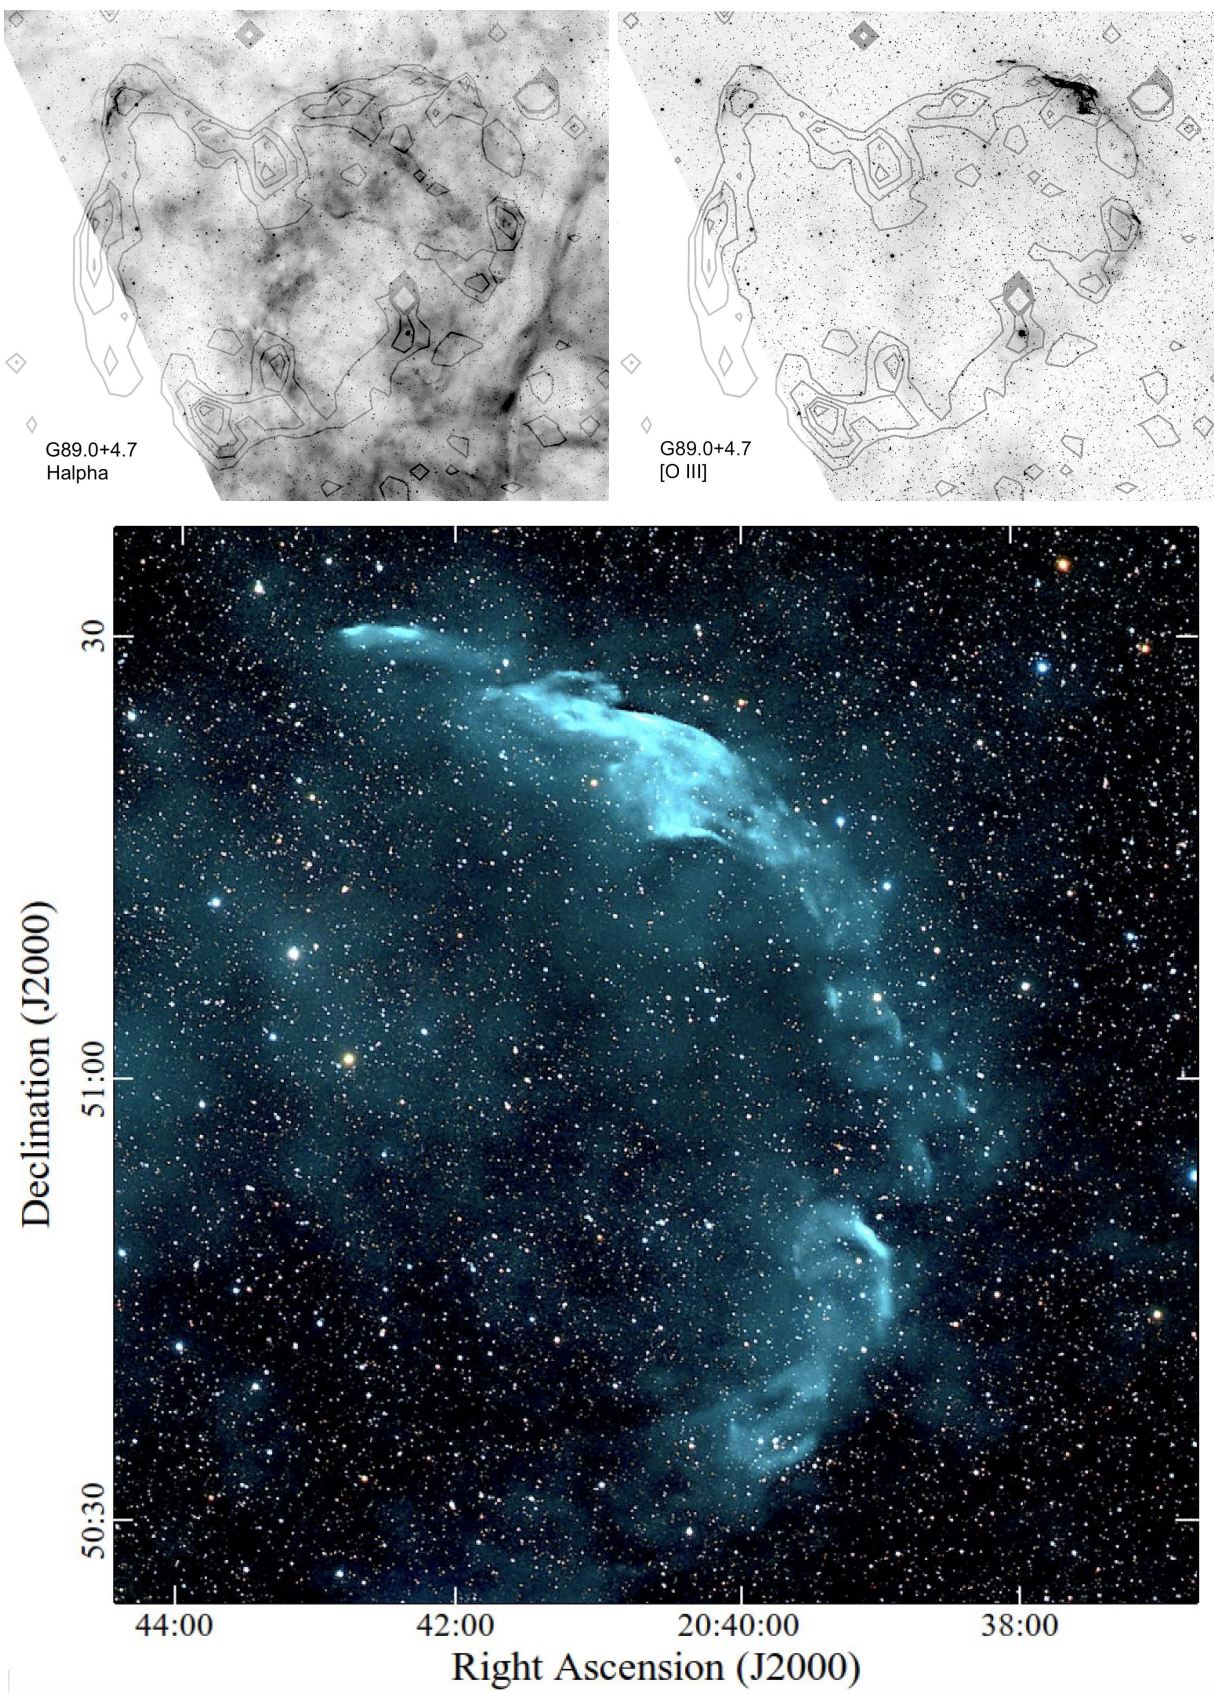 G89.0+4.7
Halpha
G89.0+4.7
[O III]
30
51:00
50:30
Declination (J2000)
44:00 42:00 20:40:00 38:00
Right Ascension (J2000)